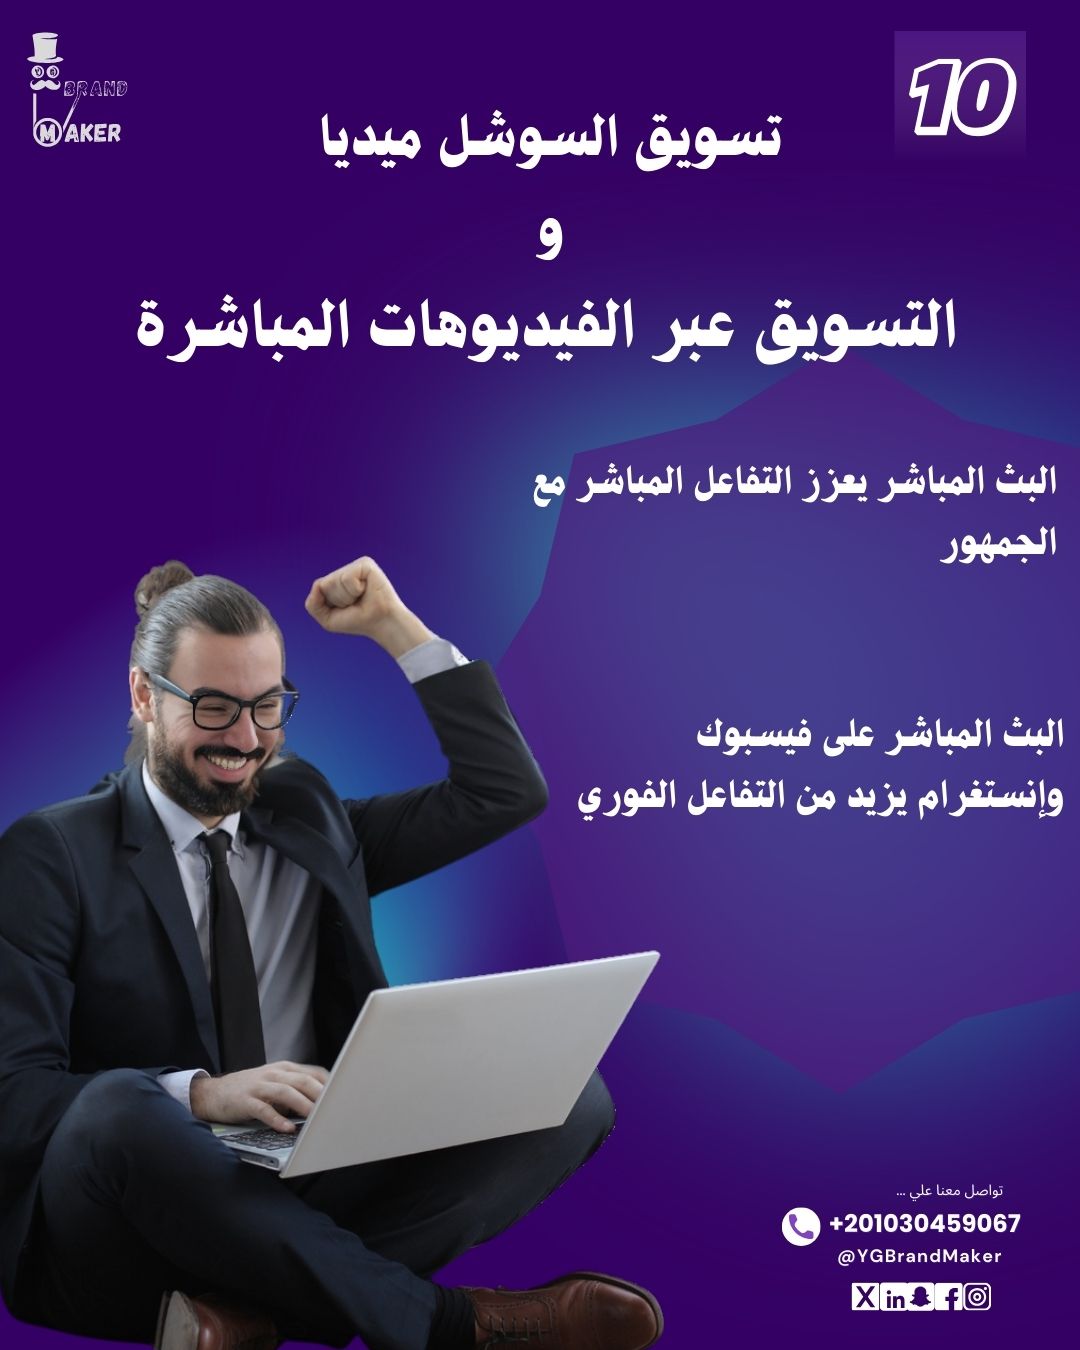 BRAND
MAKER
10
تسويق السوشل ميديا
و
التسويق عبر الفيديوهات المباشرة
البث المباشر يعزز التفاعل المباشر مع
الجمهور
البث المباشر على فيسبوك
وإنستغرام يزيد من التفاعل الفوري
تواصل معنا علي ...
+201030459067
@YGBrandMaker